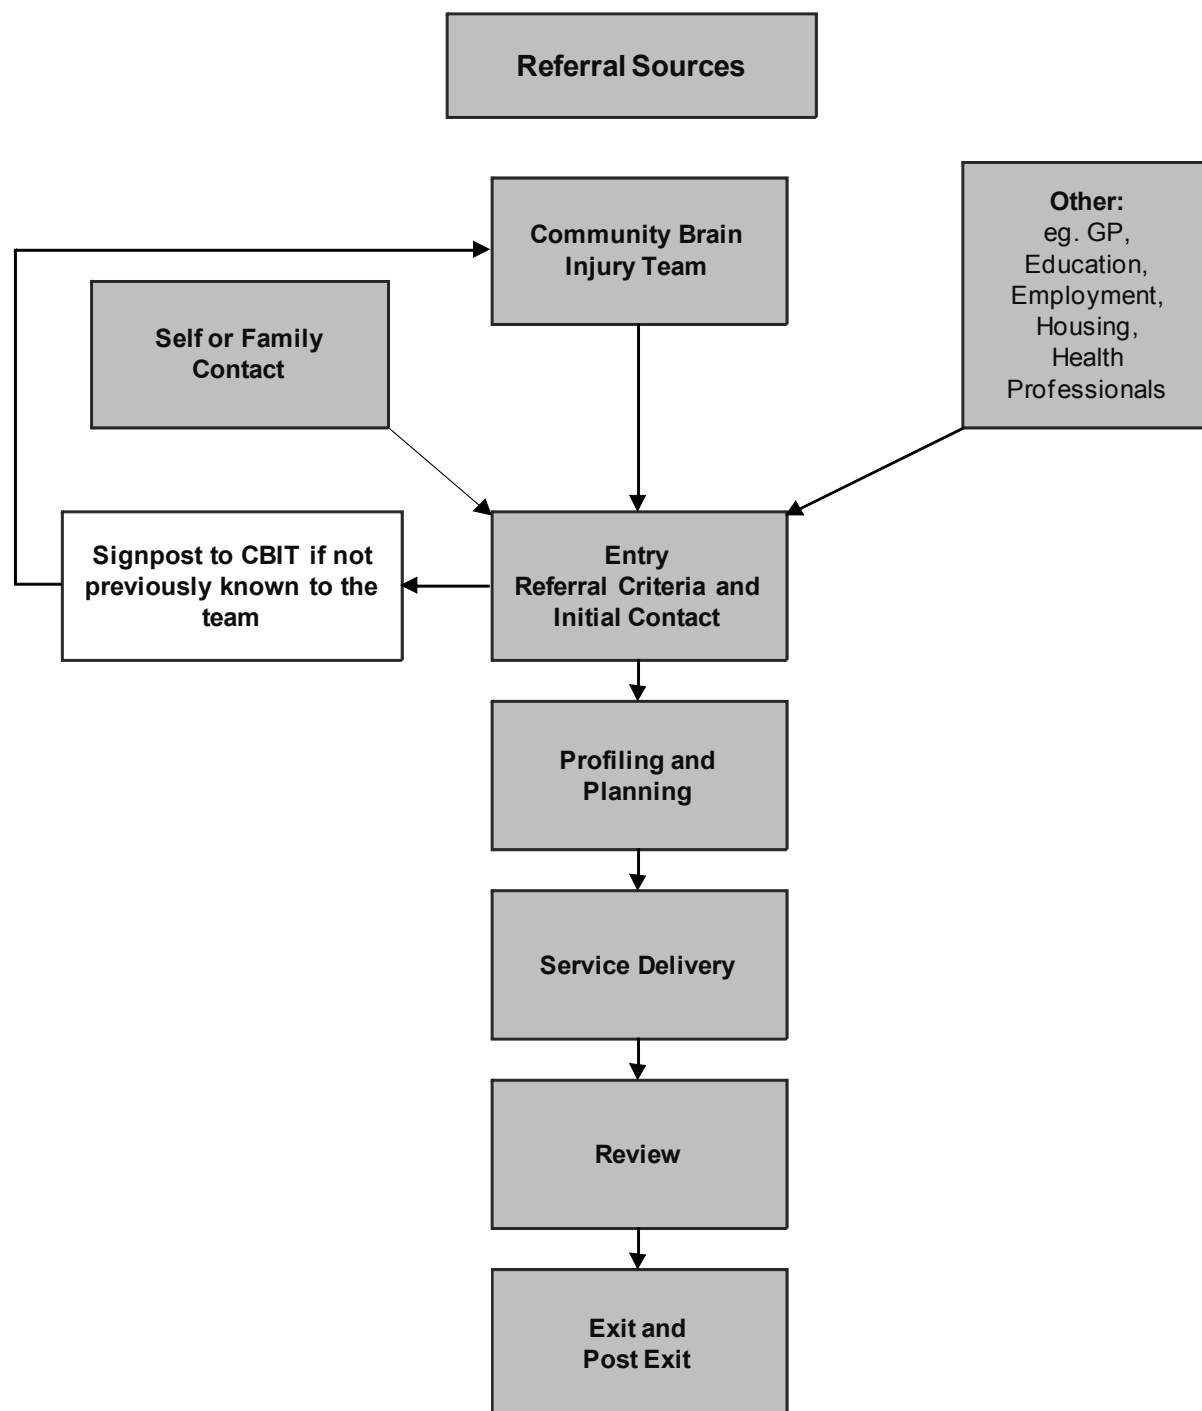 Referral Sources
Community Brain
Injury Team
Other:
eg. GP,
Education,
Employment,
Housing,
Health
Professionals
Self or Family
Contact
Signpost to CBIT if not
previously known to the
team
Entry
Referral Criteria and
Initial Contact
Profiling and
Planning
Service Delivery
Review
Exit and
Post Exit